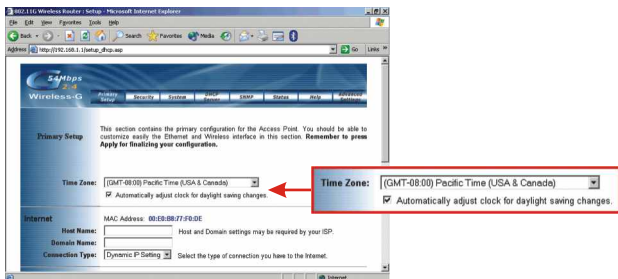 802.11G Wireless Router : Setup - Microsoft Internet Explorer
File Edit View Favorites Tools Help
Back Search Favorites Media
Address http://192.168.1.1/setup_dhcp.asp Go Links »
54Mbps
2.4
Wireless-G
Primary Setup Security System DHCP Server SNMP Status Help Advanced Settings
Primary Setup
This section contains the primary configuration for the Access Point. You should be able to
customize easily the Ethernet and Wireless interface in this section. Remember to press
Apply for finalizing your configuration.
Time Zone: (GMT-08:00) Pacific Time (USA & Canada)
Automatically adjust clock for daylight saving changes.
Time Zone: (GMT-08:00) Pacific Time (USA & Canada)
Automatically adjust clock for daylight saving changes.
Internet MAC Address: 00:E0:B8:77:F0:DE
Host Name: Host and Domain settings may be required by your ISP.
Domain Name:
Connection Type: Dynamic IP Setting Select the type of connection you have to the Internet.
Internet